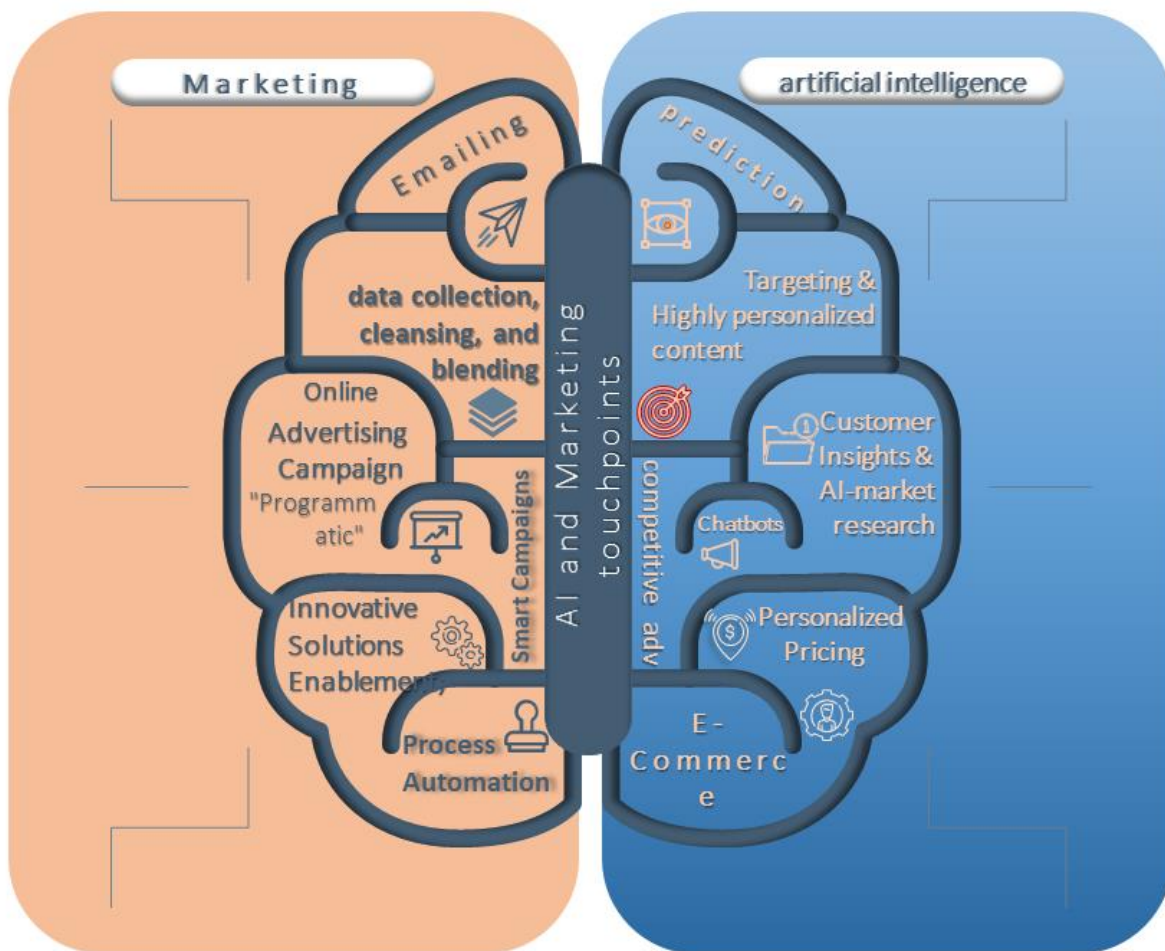 Marketing
artificial intelligence
Emailing
prediction
data collection,
cleansing, and
blending
Targeting &
Highly personalized
content
AI and Marketing
touchpoints
Online
Advertising
Campaign
"Programm
atic"
Smart Campaigns
competitive adv
Customer
Insights &
AI-market
research
Chatbots
1
Innovative
Solutions
Enablement,
Personalized
Pricing
$
Process
Automation
E-
Commerc
e